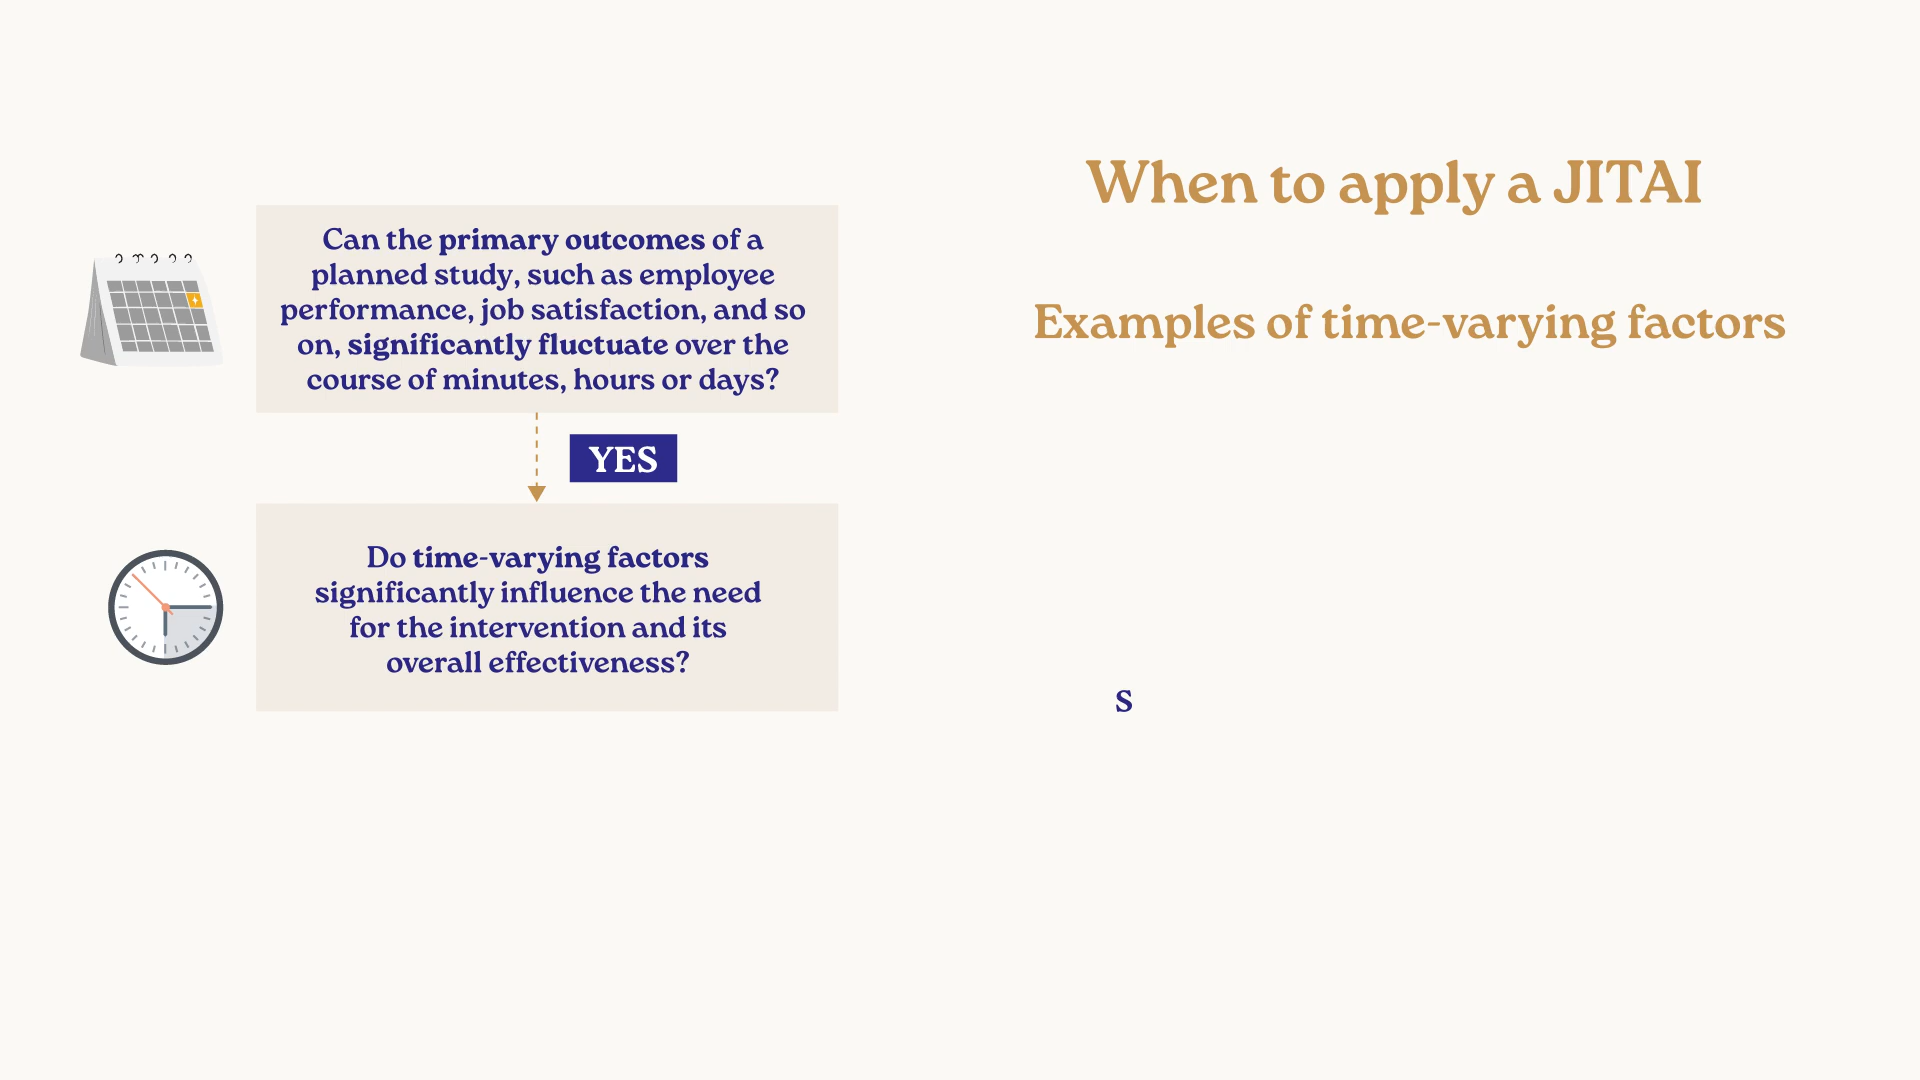 Can the primary outcomes of a
planned study, such as employee
performance, job satisfaction, and so
on, significantly fluctuate over the
course of minutes, hours or days?
YES
Do time-varying factors
significantly influence the need
for the intervention and its
overall effectiveness?
When to apply a JITAI
Examples of time-varying factors
s